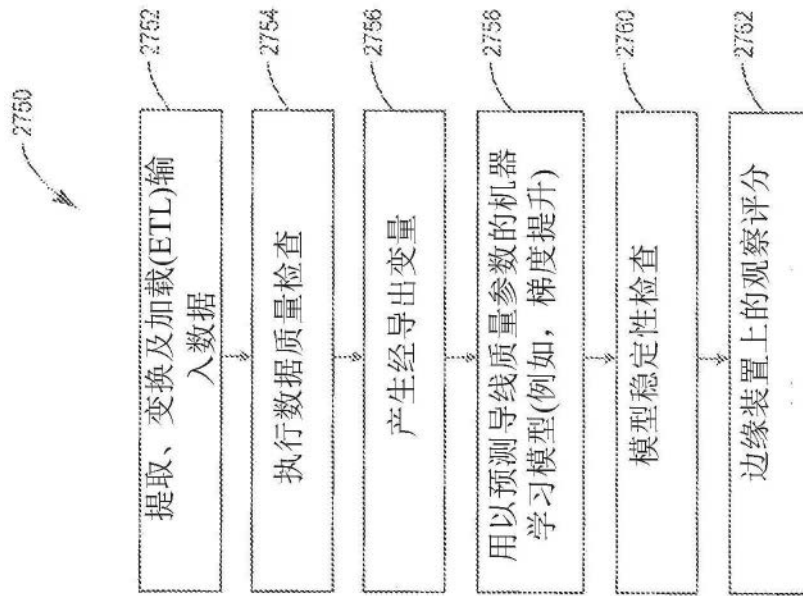 2750
提取、变换及加载(ETL)输
入数据
2752
执行数据质量检查
2754
产生经导出变量
2756
用以预测导线质量参数的机器
学习模型(例如，梯度提升)
2758
模型稳定性检查
2760
边缘装置上的观察评分
2762